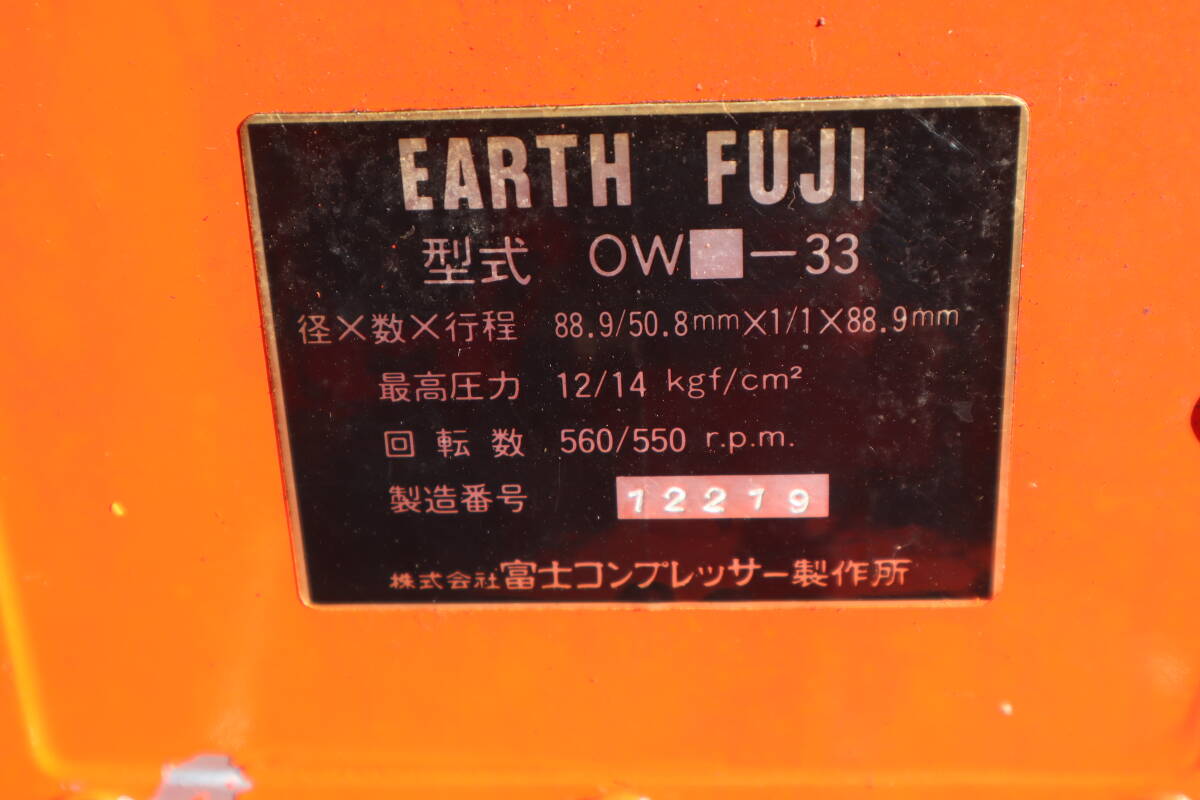 EARTH FUJI
型式 OW -33
径×数×行程 88.9/50.8mm×1/1×88.9mm
最高圧力 12/14 kgf/cm²
回転数 560/550 r.p.m.
製造番号 12219
株式会社富士コンプレッサー製作所